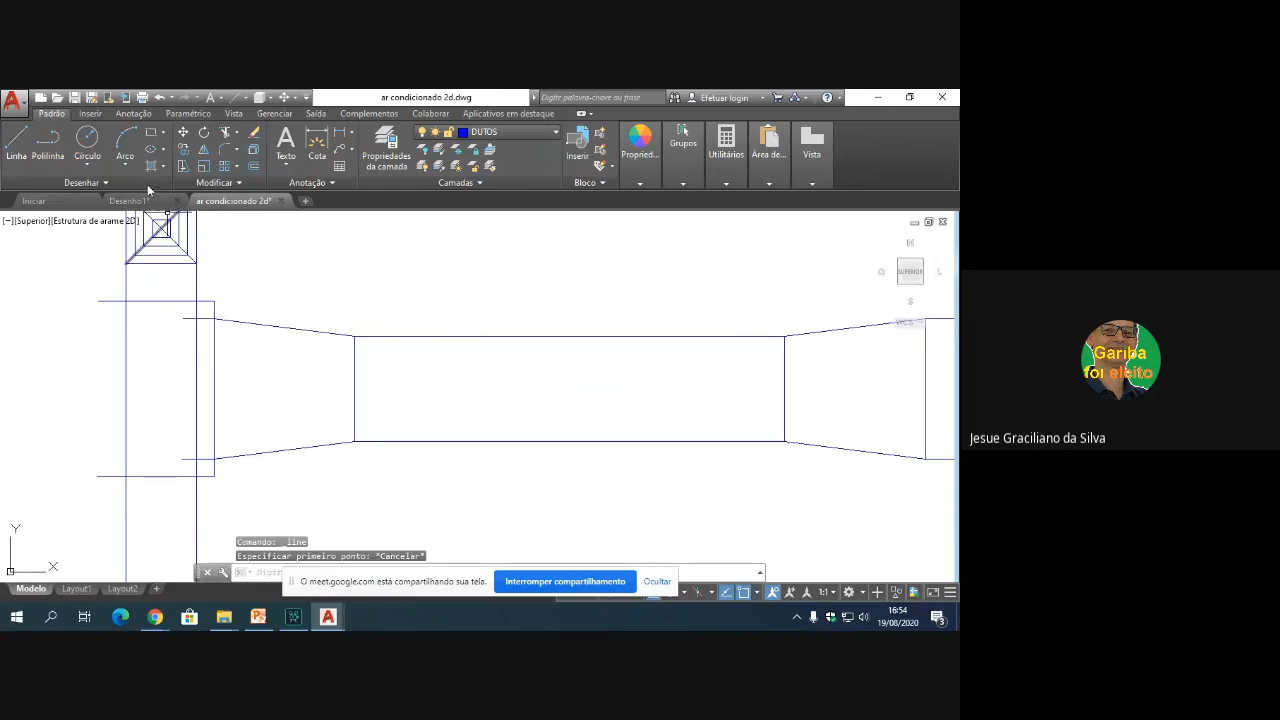 ar condicionado 2d.dwg
Digite palavra-chave ou frase
Efetuar login
Padrão Inserir Anotação Paramétrico Vista Gerenciar Saída Complementos Colaborar Aplicativos em destaque
DUTOS
Linha Polilinha Círculo Arco
Texto Cota
Propriedades da camada
Inserir
Propried...
Grupos
Utilitários
Área de...
Vista
Desenhar Modificar Anotação Camadas Bloco
Iniciar Desenho1* ar condicionado 2d*
[−][Superior][Estrutura de arame 2D]
N
O SUPERIOR L
S
WCS
Gariba
foi eleito
Jesue Graciliano da Silva
Y
X
Comando: _line
Especificar primeiro ponto: *Cancelar*
O meet.google.com está compartilhando sua tela. Interromper compartilhamento Ocultar
Modelo Layout1 Layout2 +
1:1
16:54
19/08/2020
3